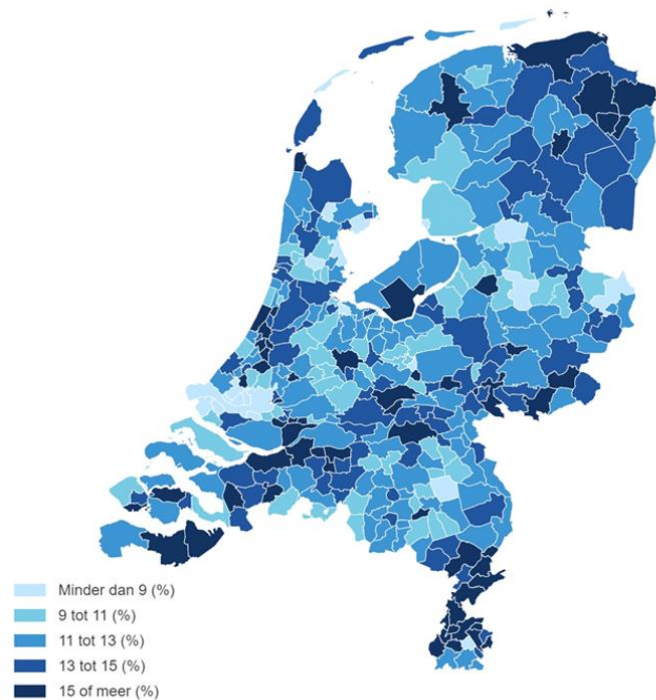 Minder dan 9 (%)
9 tot 11 (%)
11 tot 13 (%)
13 tot 15 (%)
15 of meer (%)